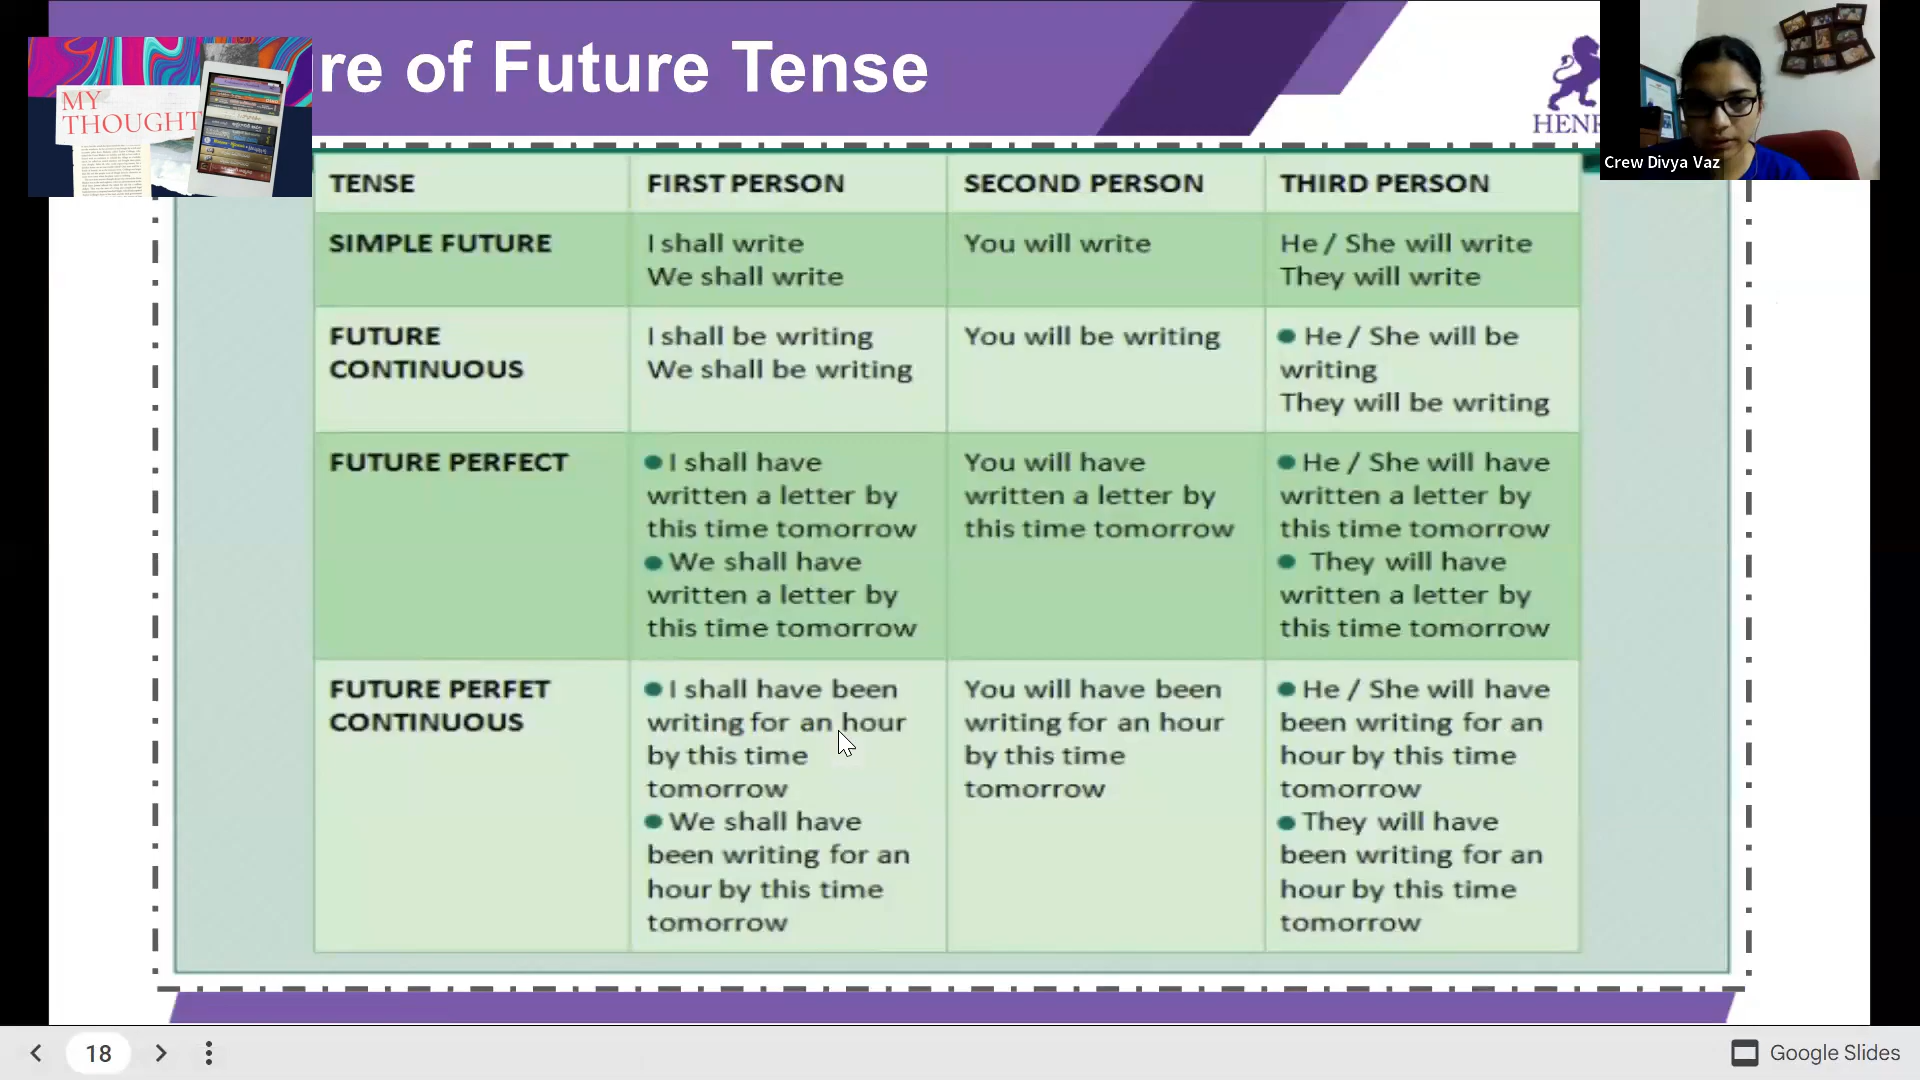 re of Future Tense
MY
THOUGHT
HENR
Crew Divya Vaz
TENSE
FIRST PERSON
SECOND PERSON
THIRD PERSON
SIMPLE FUTURE
I shall write
We shall write
You will write
He / She will write
They will write
FUTURE
CONTINUOUS
I shall be writing
We shall be writing
You will be writing
He / She will be
writing
They will be writing
FUTURE PERFECT
I shall have
written a letter by
this time tomorrow
We shall have
written a letter by
this time tomorrow
You will have
written a letter by
this time tomorrow
He / She will have
written a letter by
this time tomorrow
They will have
written a letter by
this time tomorrow
FUTURE PERFET
CONTINUOUS
I shall have been
writing for an hour
by this time
tomorrow
We shall have
been writing for an
hour by this time
tomorrow
You will have been
writing for an hour
by this time
tomorrow
He / She will have
been writing for an
hour by this time
tomorrow
They will have
been writing for an
hour by this time
tomorrow
18
Google Slides